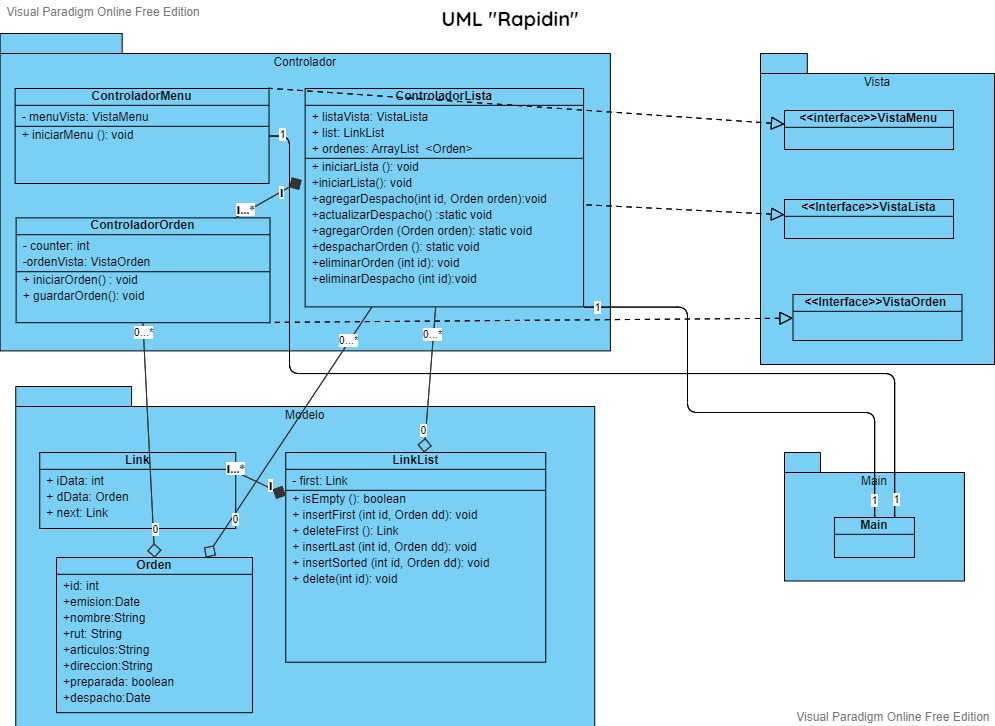 Visual Paradigm Online Free Edition
UML "Rapidin"
Controlador
ControladorMenu
- menuVista: VistaMenu
+ iniciarMenu (): void
1
ControladorLista
+ listaVista: VistaLista
+ list: LinkList
+ ordenes: ArrayList <Orden>
+ iniciarLista (): void
+iniciarLista(): void
+agregarDespacho(int id, Orden orden):void
+actualizarDespacho() :static void
+agregarOrden (Orden orden): static void
+despacharOrden (): static void
+eliminarOrden (int id): void
+eliminarDespacho (int id):void
I
I...*
ControladorOrden
- counter: int
-ordenVista: VistaOrden
+ iniciarOrden() : void
+ guardarOrden(): void
0...*
0...*
0...*
1
Vista
<<interface>>VistaMenu
<<Interface>>VistaLista
<<Interface>>VistaOrden
Modelo
Link
+ iData: int
+ dData: Orden
+ next: Link
I...*
I
0
0
0
LinkList
- first: Link
+ isEmpty (): boolean
+ insertFirst (int id, Orden dd): void
+ deleteFirst (): Link
+ insertLast (int id, Orden dd): void
+ insertSorted (int id, Orden dd): void
+ delete(int id): void
Orden
+id: int
+emision:Date
+nombre:String
+rut: String
+articulos:String
+direccion:String
+preparada: boolean
+despacho:Date
Main
1
1
Main
Visual Paradigm Online Free Edition